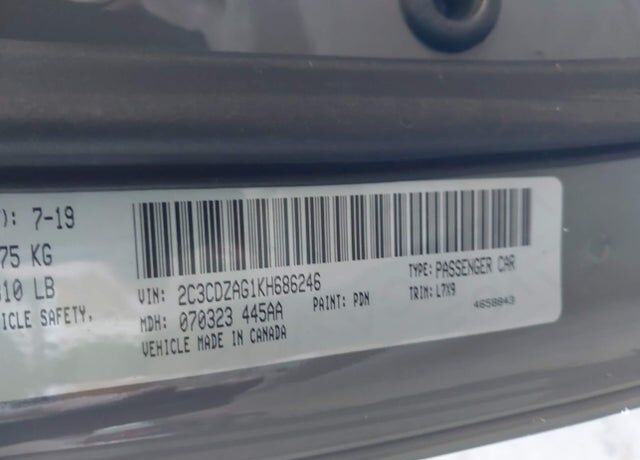 ): 7-19
75 KG
310 LB
ICLE SAFETY,
VIN: 2C3CDZAG1KH686246
TYPE: PASSENGER CAR
MDH: 070323 445AA
PAINT: PDN
TRIM: L7X9
VEHICLE MADE IN CANADA
4658843